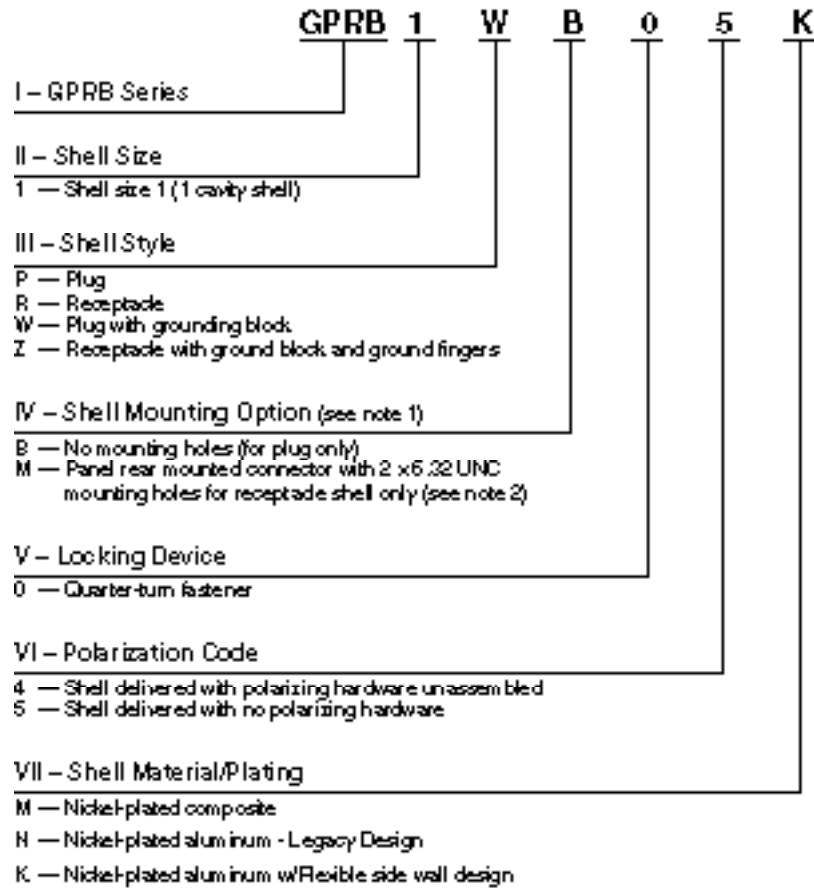 GPRB 1 W B 0 5 K
I – GPRB Series
II – Shell Size
1 — Shell size 1 (1 cavity shell)
III – Shell Style
P — Plug
R — Receptacle
W — Plug with grounding block
Z — Receptacle with ground block and ground fingers
IV – Shell Mounting Option (see note 1)
B — No mounting holes (for plug only)
M — Panel rear mounted connector with 2 x 6.32 UNC
mounting holes for receptacle shell only (see note 2)
V – Locking Device
0 — Quarter-turn fastener
VI – Polarization Code
4 — Shell delivered with polarizing hardware unassembled
5 — Shell delivered with no polarizing hardware
VII – Shell Material/Plating
M — Nickel-plated composite
N — Nickel-plated aluminum - Legacy Design
K — Nickel-plated aluminum w/Flexible side wall design